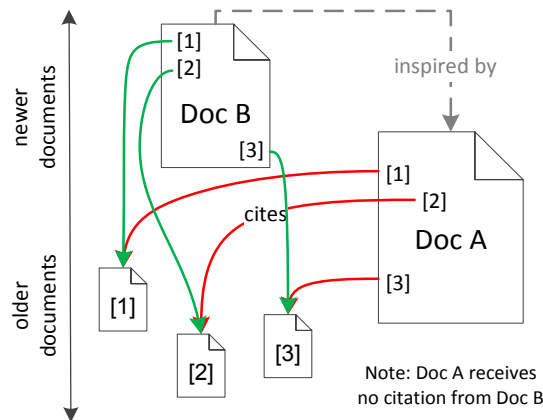 newer
documents
older
documents
[1]
[2]
Doc B
[3]
inspired by
[1]
[2]
cites
Doc A
[3]
[1]
[2]
[3]
Note: Doc A receives
no citation from Doc B